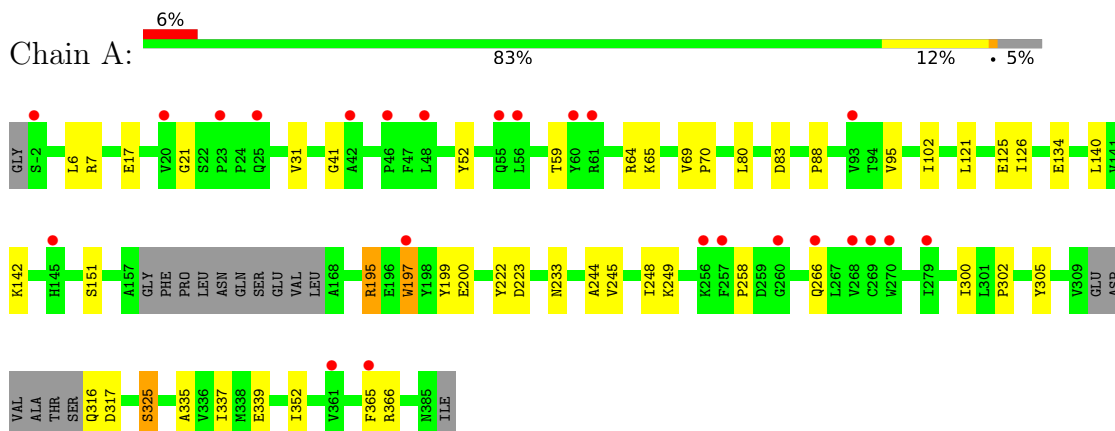 6%
Chain A:
83% 12% • 5%
GLY S-2 L6 R7 E17 V20 G21 S22 P23 P24 Q25 V31 G41 A42 P46 F47 L48 Y52 Q55 L56 T59 Y60 R61 R64 K65 V69 P70 L80 D83 P88 V93 T94 V95 I102 L121 E125 I126 E134 L140 V141
K142 H145 S151 A157 GLY PHE PRO LEU ASN GLN SER GLU VAL LEU A168 R195 E196 W197 Y198 Y199 E200 Y222 D223 N233 A244 V245 I248 K249 K256 F257 P258 D259 G260 Q266 L267 V268 C269 W270 I279 I300 L301 P302 Y305 V309 GLU ASP
VAL ALA THR SER Q316 D317 S325 A335 V336 I337 M338 E339 I352 V361 F365 R366 N385 ILE